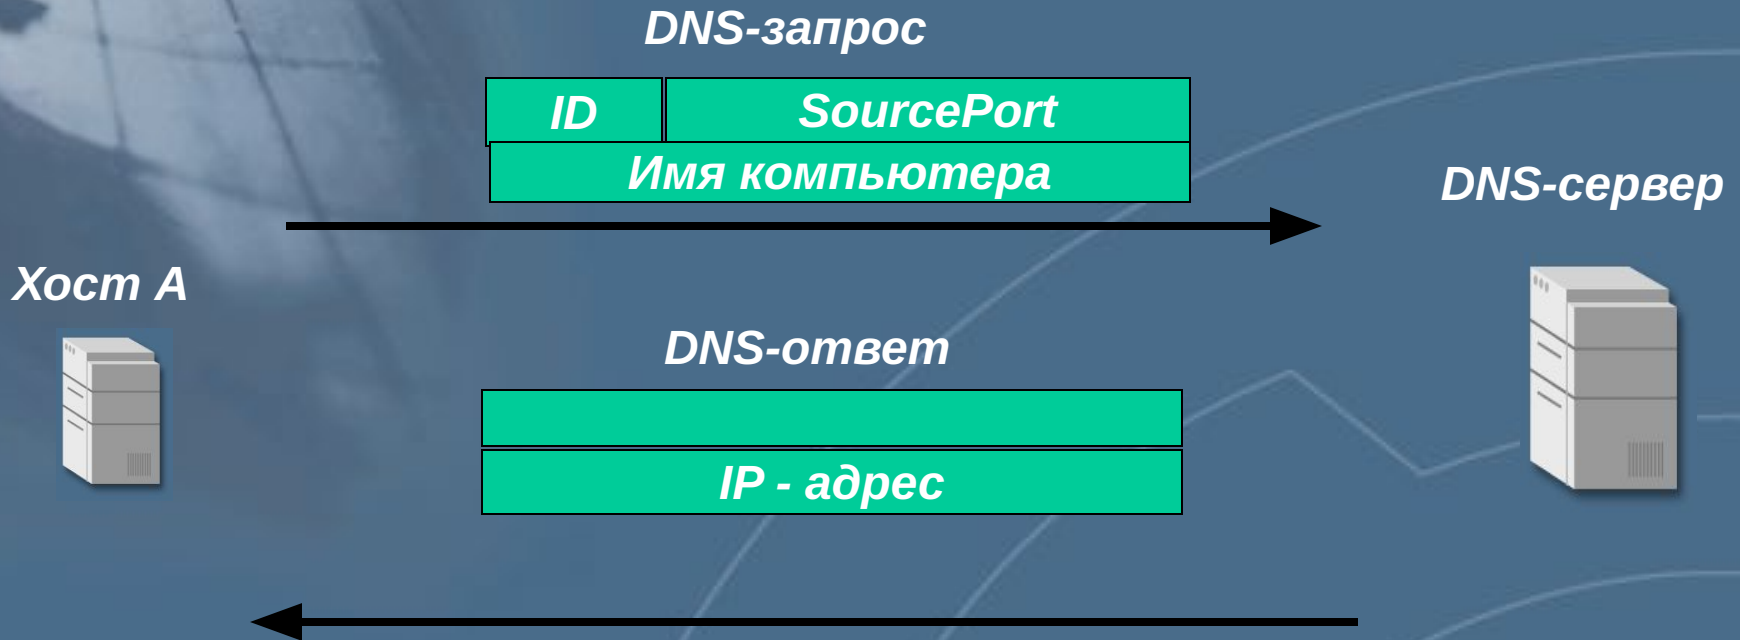 DNS-запрос
ID
SourcePort
Имя компьютера
DNS-сервер
Хост А
DNS-ответ
IP - адрес